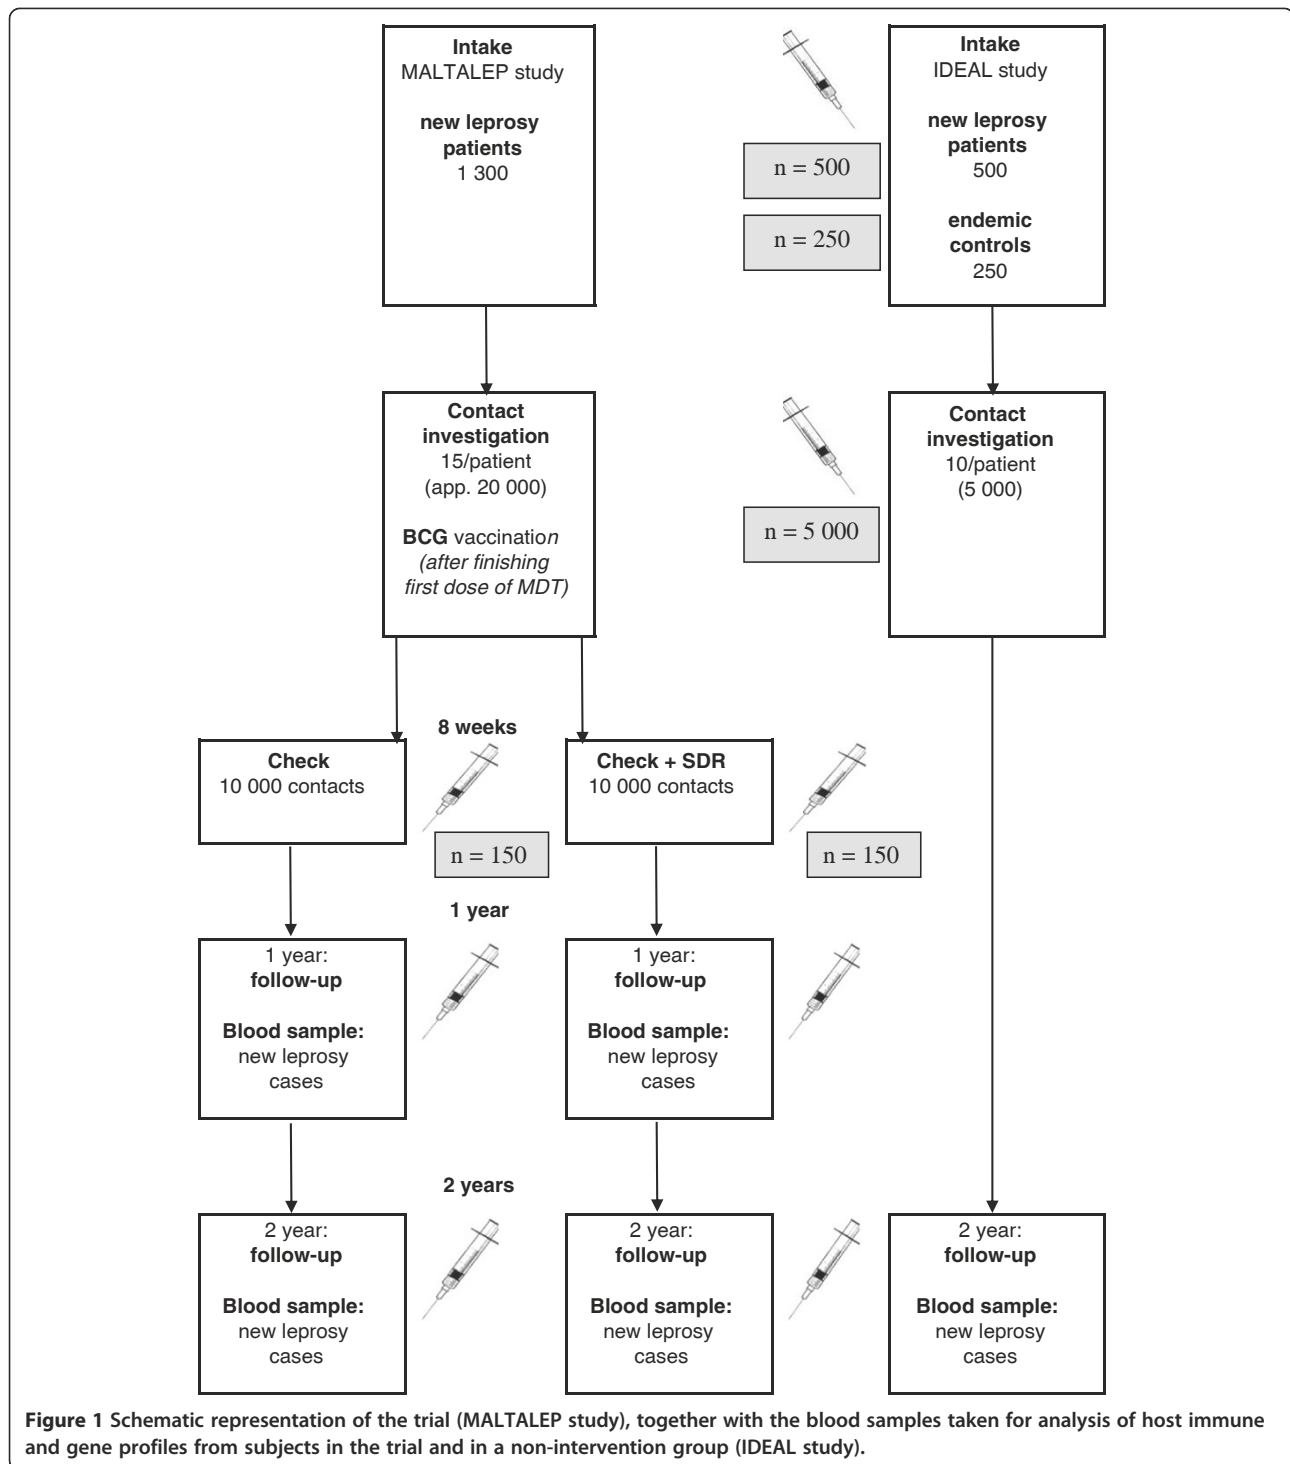 Intake
MALTALEP study
new leprosy
patients
1 300
Intake
IDEAL study
new leprosy
patients
500
endemic
controls
250
n = 500
n = 250
Contact
investigation
15/patient
(app. 20 000)
BCG vaccination
(after finishing
first dose of MDT)
Contact
investigation
10/patient
(5 000)
n = 5 000
8 weeks
Check
10 000 contacts
n = 150
Check + SDR
10 000 contacts
n = 150
1 year
1 year:
follow-up
Blood sample:
new leprosy
cases
1 year:
follow-up
Blood sample:
new leprosy
cases
2 years
2 year:
follow-up
Blood sample:
new leprosy
cases
2 year:
follow-up
Blood sample:
new leprosy
cases
2 year:
follow-up
Blood sample:
new leprosy
cases
Figure 1 Schematic representation of the trial (MALTALEP study), together with the blood samples taken for analysis of host immune
and gene profiles from subjects in the trial and in a non-intervention group (IDEAL study).